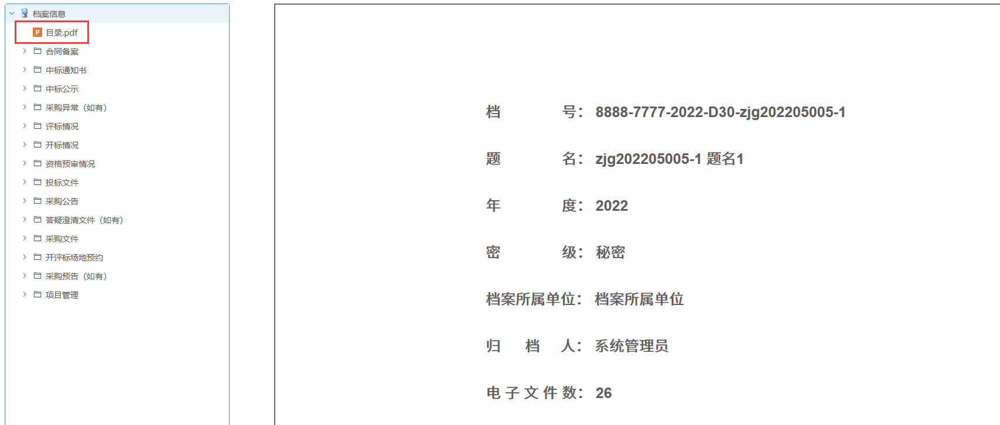 档案信息
目录.pdf
合同备案
中标通知书
中标公示
采购异常（如有）
评标情况
开标情况
资格预审情况
投标文件
采购公告
答疑澄清文件（如有）
采购文件
开评标场地预约
采购预告（如有）
项目管理
档 号： 8888-7777-2022-D30-zjg202205005-1
题 名： zjg202205005-1 题名1
年 度： 2022
密 级： 秘密
档案所属单位： 档案所属单位
归 档 人： 系统管理员
电 子 文 件 数： 26